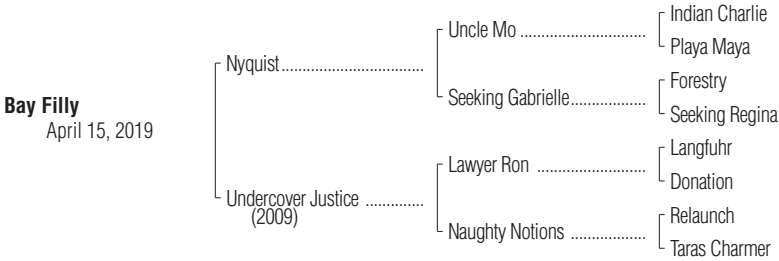 Indian Charlie
Uncle Mo ..............................
Playa Maya
Nyquist..................................
Forestry
Seeking Gabrielle..................
Seeking Regina
Bay Filly
April 15, 2019
Langfuhr
Lawyer Ron ..........................
Donation
Undercover Justice ..............
(2009)
Relaunch
Naughty Notions ..................
Taras Charmer